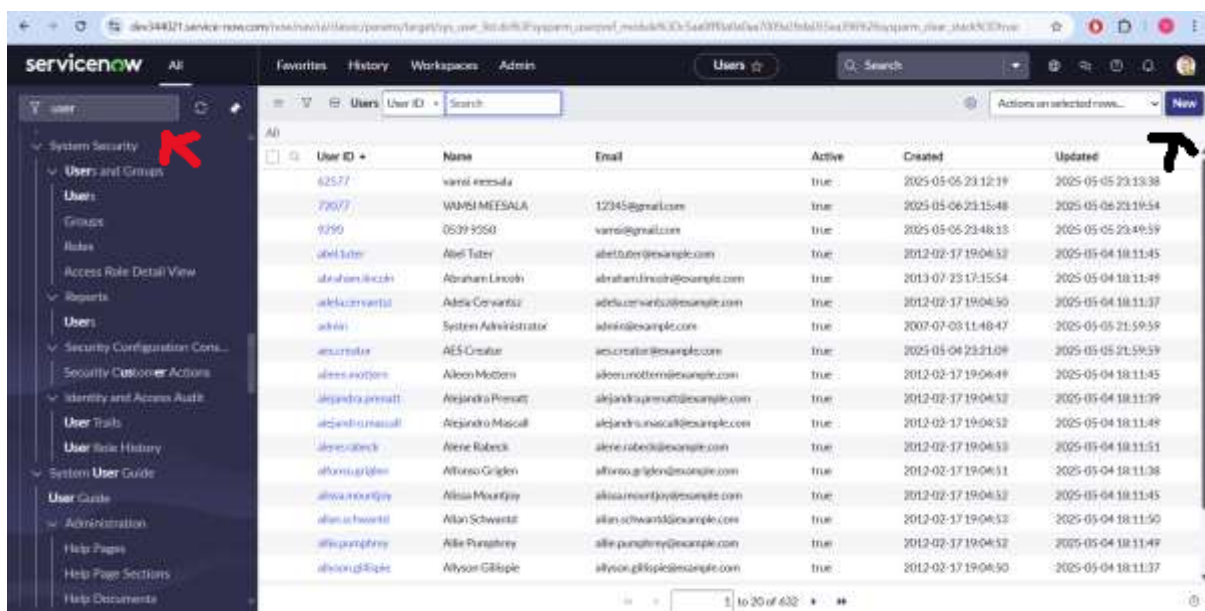 servicenow All Favorites History Workspaces Admin Users Search
user
Users User ID Search Actions on selected rows... New
All
System Security
Users and Groups
Users
Groups
Roles
Access Role Detail View
Reports
Users
Security Configuration Cons...
Security Customer Actions
Identity and Access Audit
User Trails
User Role History
System User Guide
User Guide
Administration
Help Pages
Help Page Sections
Help Documents
User ID Name Email Active Created Updated
62577 vamsi meesala true 2025-05-05 23:12:19 2025-05-05 23:13:38
72077 VAMSI MEESALA 12345@gmail.com true 2025-05-06 23:15:48 2025-05-06 23:19:54
9390 0539 9350 vamsi@gmail.com true 2025-05-05 23:48:13 2025-05-05 23:49:59
abel.tuter Abel Tuter abel.tuter@example.com true 2012-02-17 19:04:52 2025-05-04 18:11:45
abraham.lincoln Abraham Lincoln abraham.lincoln@example.com true 2013-07-23 17:15:54 2025-05-04 18:11:49
adela.cervantsz Adela Cervantsz adela.cervantsz@example.com true 2012-02-17 19:04:50 2025-05-04 18:11:37
admin System Administrator admin@example.com true 2007-07-03 11:48:47 2025-05-05 21:59:59
aes.creator AES Creator aes.creator@example.com true 2025-05-04 23:21:09 2025-05-05 21:59:59
aileen.mottern Aileen Mottern aileen.mottern@example.com true 2012-02-17 19:04:49 2025-05-04 18:11:45
alejandra.prenatt Alejandra Prenatt alejandra.prenatt@example.com true 2012-02-17 19:04:52 2025-05-04 18:11:39
alejandro.mascall Alejandro Mascall alejandro.mascall@example.com true 2012-02-17 19:04:52 2025-05-04 18:11:49
alene.rabeck Alene Rabeck alene.rabeck@example.com true 2012-02-17 19:04:53 2025-05-04 18:11:51
alfonso.griglen Alfonso Griglen alfonso.griglen@example.com true 2012-02-17 19:04:51 2025-05-04 18:11:38
alissa.mountjoy Alissa Mountjoy alissa.mountjoy@example.com true 2012-02-17 19:04:52 2025-05-04 18:11:45
allan.schwantd Allan Schwantd allan.schwantd@example.com true 2012-02-17 19:04:53 2025-05-04 18:11:50
allie.pumphrey Allie Pumphrey allie.pumphrey@example.com true 2012-02-17 19:04:52 2025-05-04 18:11:49
allyson.gillispie Allyson Gillispie allyson.gillispie@example.com true 2012-02-17 19:04:50 2025-05-04 18:11:37
1 to 20 of 632